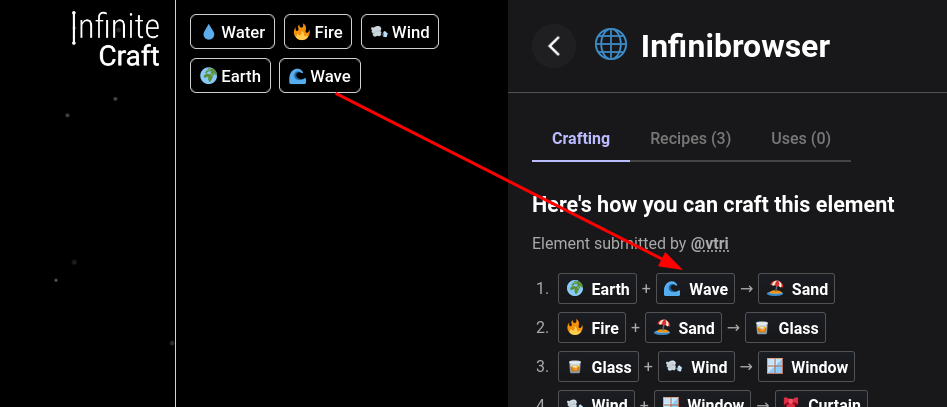 Infinite
Craft
Water Fire Wind
Earth Wave
Infinibrowser
Crafting Recipes (3) Uses (0)
Here's how you can craft this element
Element submitted by @vtri
1. Earth + Wave → Sand
2. Fire + Sand → Glass
3. Glass + Wind → Window
4. Wind + Window → Curtain